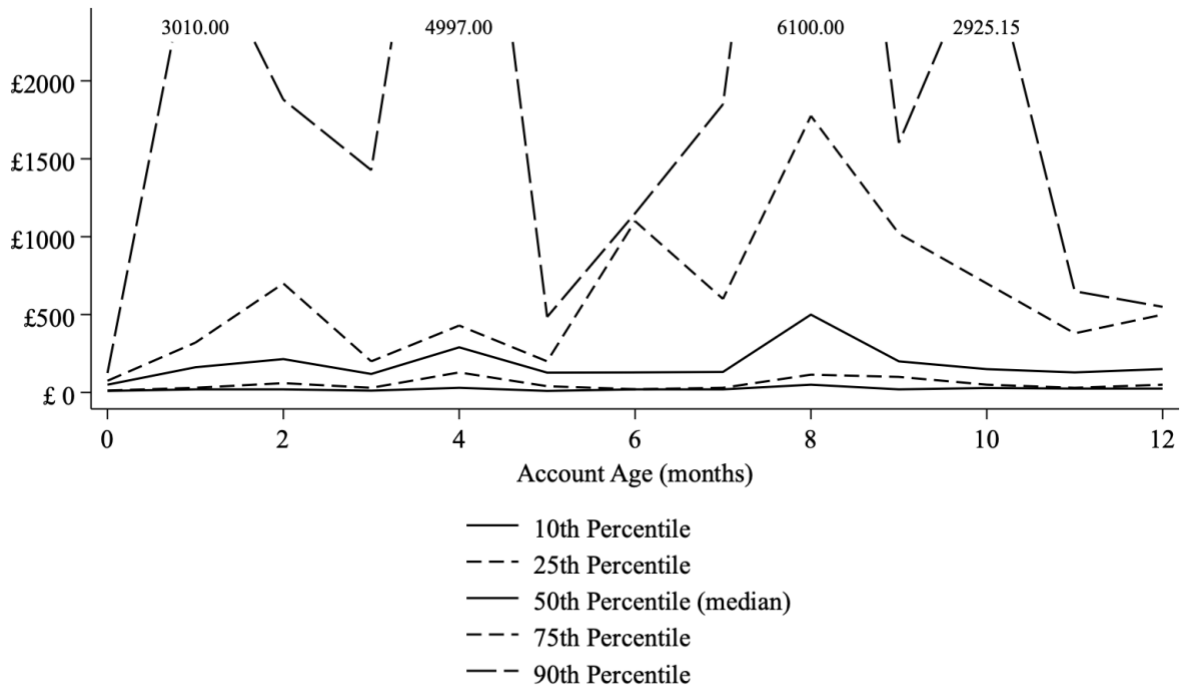 3010.00 4997.00 6100.00 2925.15
£2000
£1500
£1000
£500
£ 0
0 2 4 6 8 10 12
Account Age (months)
10th Percentile
25th Percentile
50th Percentile (median)
75th Percentile
90th Percentile